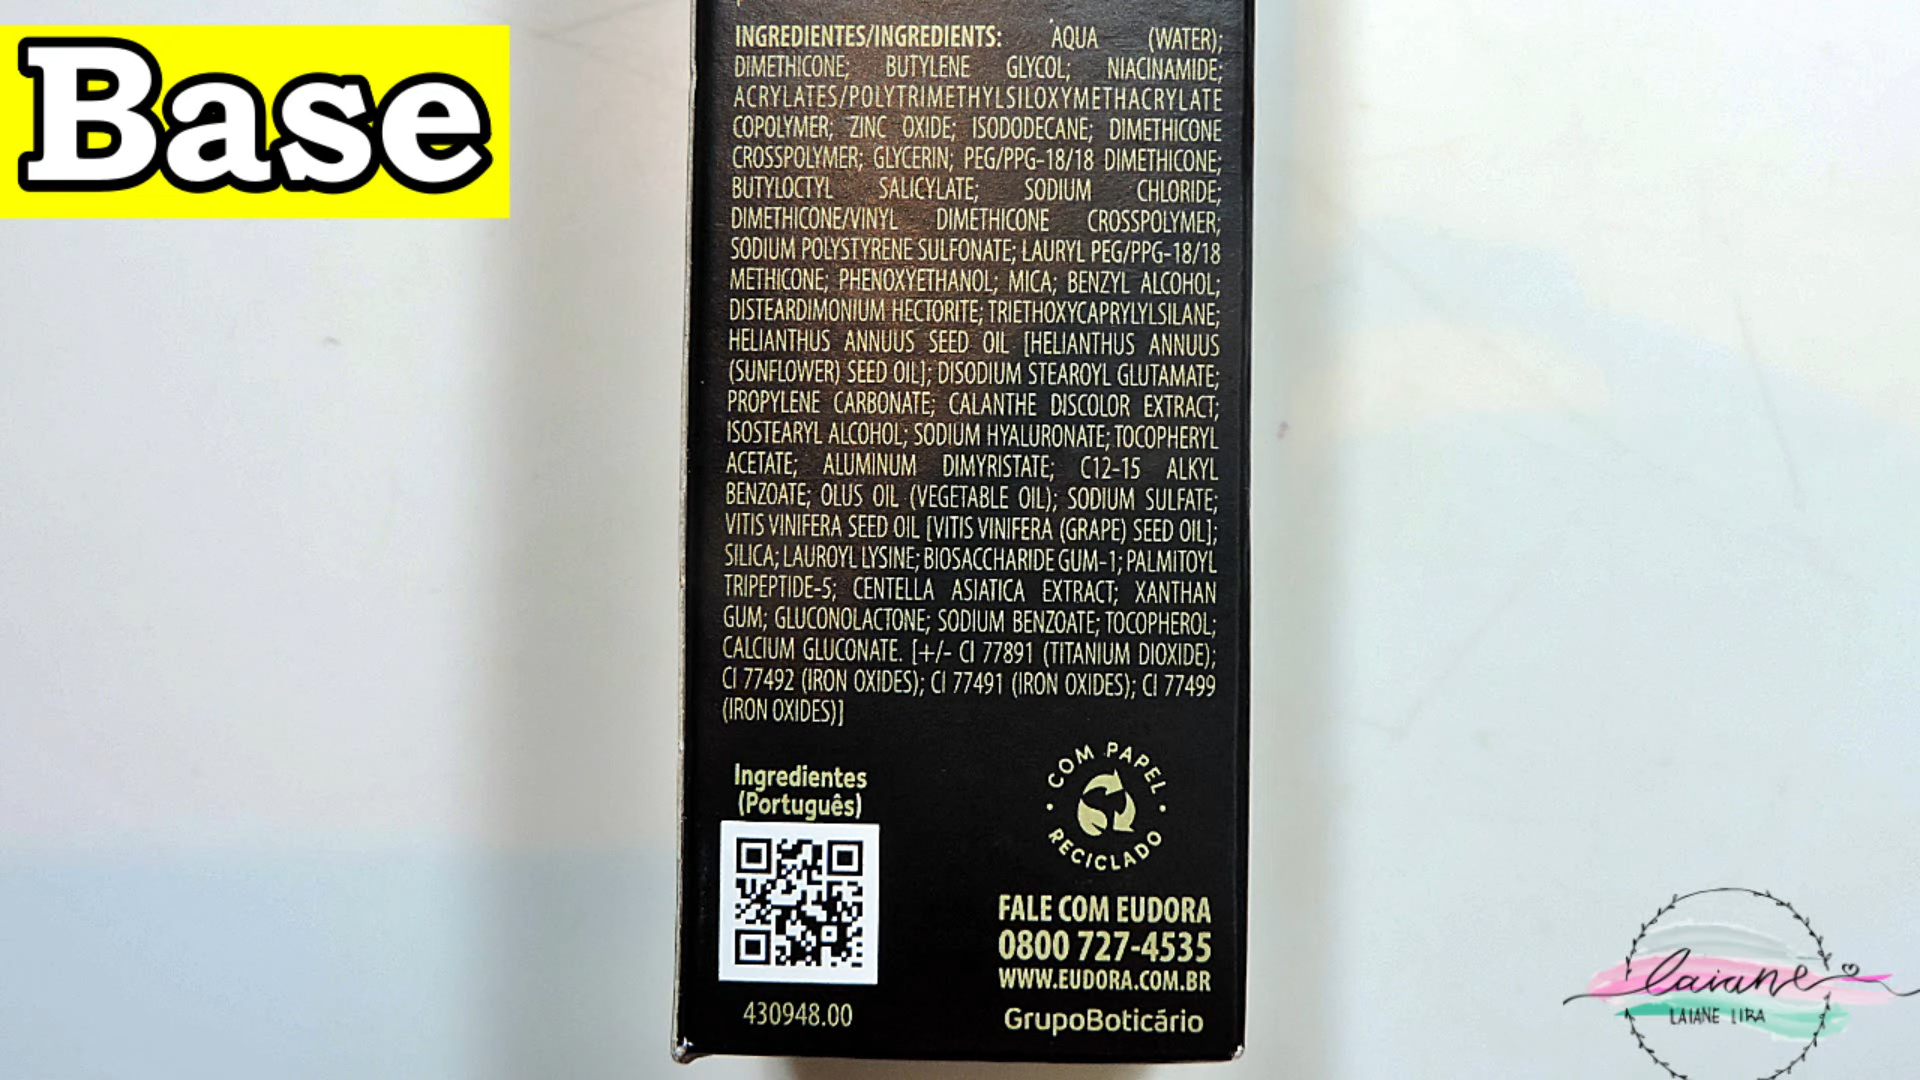 Base
INGREDIENTES/INGREDIENTS: AQUA (WATER);
DIMETHICONE; BUTYLENE GLYCOL; NIACINAMIDE;
ACRYLATES/POLYTRIMETHYLSILOXYMETHACRYLATE
COPOLYMER; ZINC OXIDE; ISODODECANE; DIMETHICONE
CROSSPOLYMER; GLYCERIN; PEG/PPG-18/18 DIMETHICONE;
BUTYLOCTYL SALICYLATE; SODIUM CHLORIDE;
DIMETHICONE/VINYL DIMETHICONE CROSSPOLYMER;
SODIUM POLYSTYRENE SULFONATE; LAURYL PEG/PPG-18/18
METHICONE; PHENOXYETHANOL; MICA; BENZYL ALCOHOL;
DISTEARDIMONIUM HECTORITE; TRIETHOXYCAPRYLYLSILANE;
HELIANTHUS ANNUUS SEED OIL [HELIANTHUS ANNUUS
(SUNFLOWER) SEED OIL]; DISODIUM STEAROYL GLUTAMATE;
PROPYLENE CARBONATE; CALANTHE DISCOLOR EXTRACT;
ISOSTEARYL ALCOHOL; SODIUM HYALURONATE; TOCOPHERYL
ACETATE; ALUMINUM DIMYRISTATE; C12-15 ALKYL
BENZOATE; OLUS OIL (VEGETABLE OIL); SODIUM SULFATE;
VITIS VINIFERA SEED OIL [VITIS VINIFERA (GRAPE) SEED OIL];
SILICA; LAUROYL LYSINE; BIOSACCHARIDE GUM-1; PALMITOYL
TRIPEPTIDE-5; CENTELLA ASIATICA EXTRACT; XANTHAN
GUM; GLUCONOLACTONE; SODIUM BENZOATE; TOCOPHEROL;
CALCIUM GLUCONATE. [+/- CI 77891 (TITANIUM DIOXIDE);
CI 77492 (IRON OXIDES); CI 77491 (IRON OXIDES); CI 77499
(IRON OXIDES)]
Ingredientes
(Português)
430948.00
• COM PAPEL •
RECICLADO
FALE COM EUDORA
0800 727-4535
WWW.EUDORA.COM.BR
GrupoBoticário
laiane
LAIANE LIRA